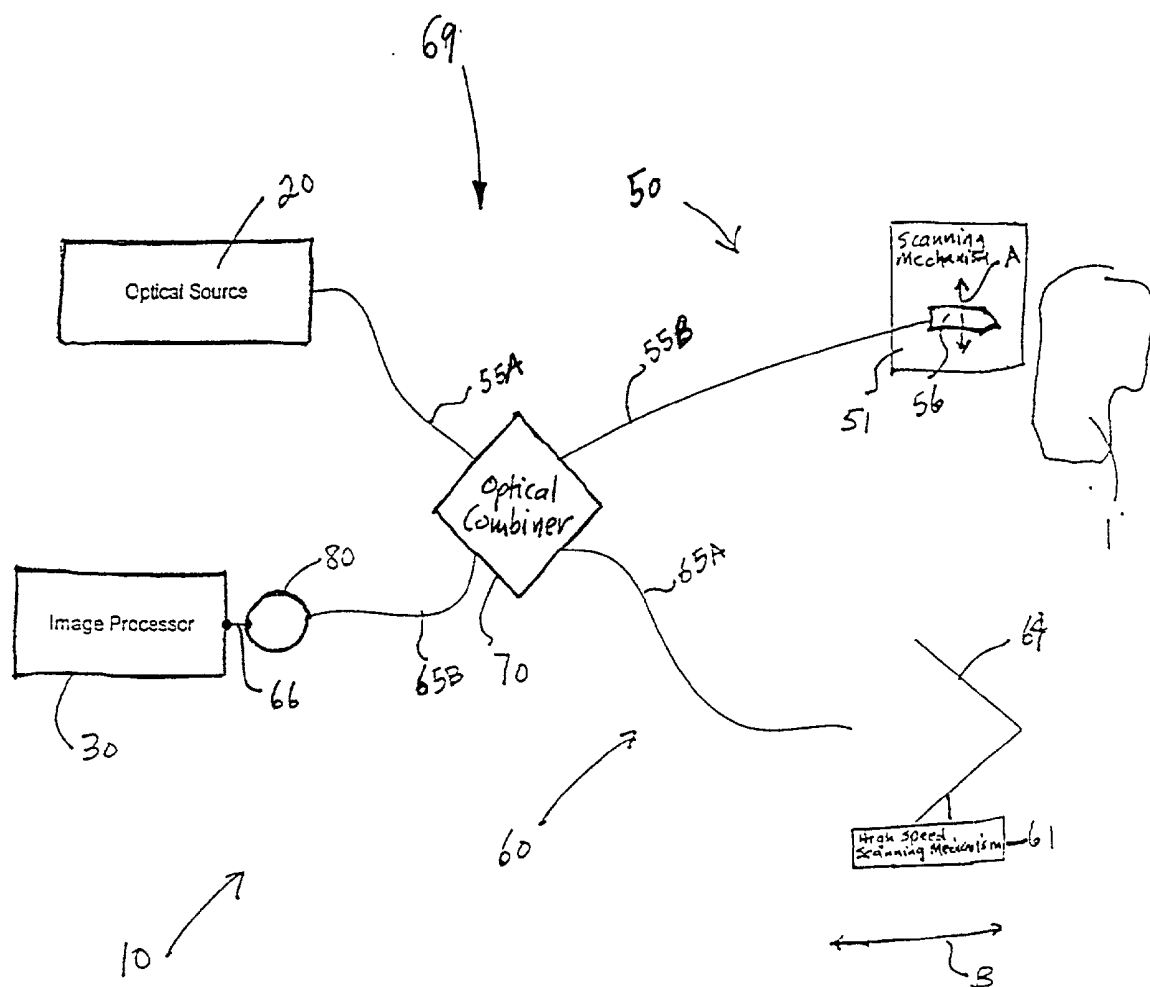 69
20
50
Scanning
Mechanism
A
Optical Source
55A
55B
51
56
1
Optical
Combiner
80
65A
Image Processor
66
65B
70
64
30
60
High Speed
Scanning Mechanism
61
10
B